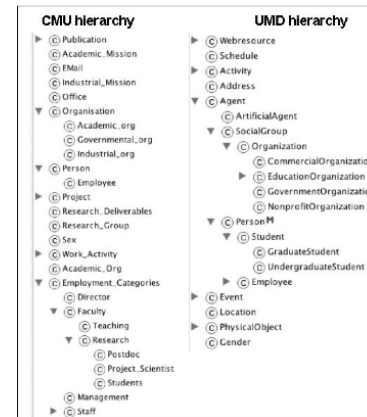 CMU hierarchy
Publication
Academic_Mission
EMail
Industrial_Mission
Office
Organisation
Academic_org
Governmental_org
Industrial_org
Person
Employee
Project
Research_Deliverables
Research_Group
Sex
Work_Activity
Academic_Org
Employment_Categories
Director
Faculty
Teaching
Research
Postdoc
Project_Scientist
Students
Management
Staff
UMD hierarchy
Webresource
Schedule
Activity
Address
Agent
ArtificialAgent
SocialGroup
Organization
CommercialOrganizatio
EducationOrganization
GovernmentOrganizatio
NonprofitOrganization
Person M
Student
GraduateStudent
UndergraduateStudent
Employee
Event
Location
PhysicalObject
Gender